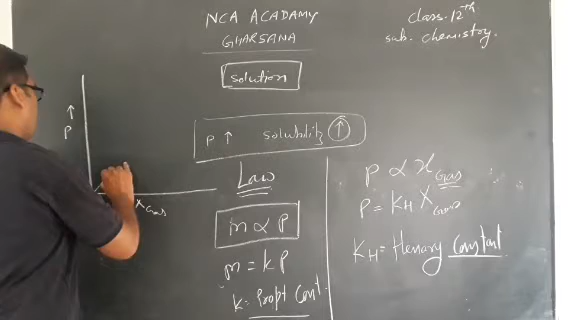 NCA ACADAMY
GHARSANA
Class. 12th
sub. chemistry.
solution
P ↑ solubility ↑
Law
m ∝ P
m = k P
k = Propt Cont.
P ∝ x Gas
P = KH X Gas
KH = Henary Constant
↑
P
X Gas